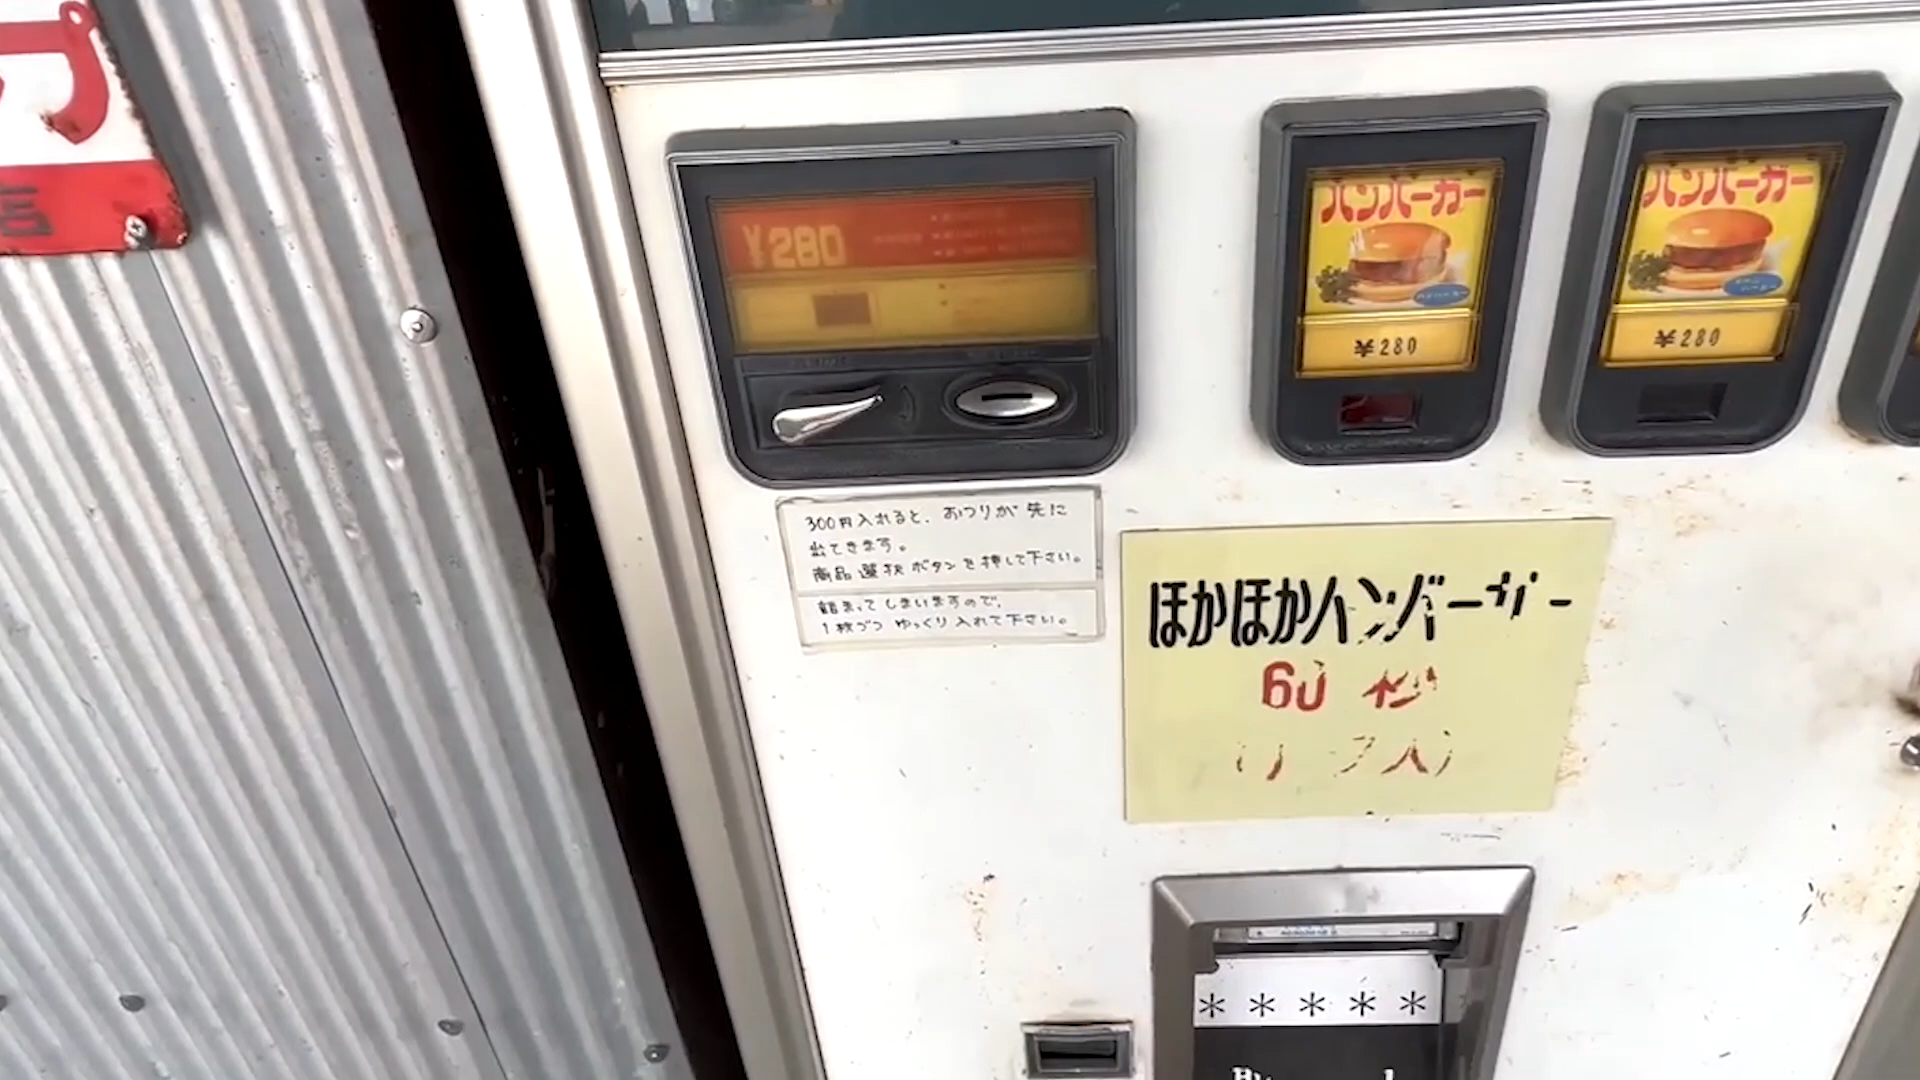 ¥280
ハンバーガー
¥280
ハンバーガー
¥280
300円入れると、おつりが先に
出てきます。
商品選択ボタンを押して下さい。
詰まってしまいますので、
1枚づつゆっくり入れて下さい。
ほかほかハンバーガー
60秒
*****